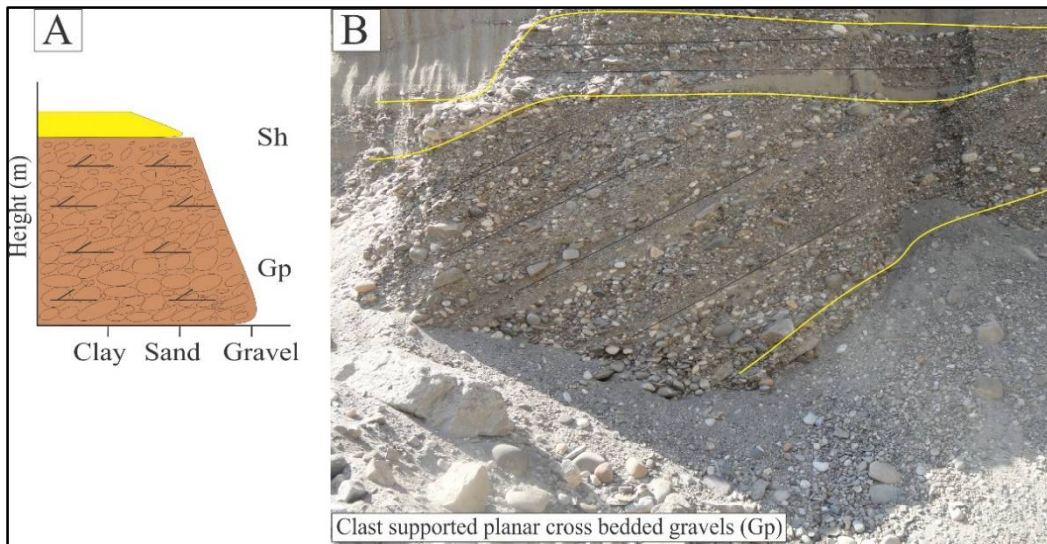 A
B
Height (m)
Sh
Gp
Clay Sand Gravel
Clast supported planar cross bedded gravels (Gp)